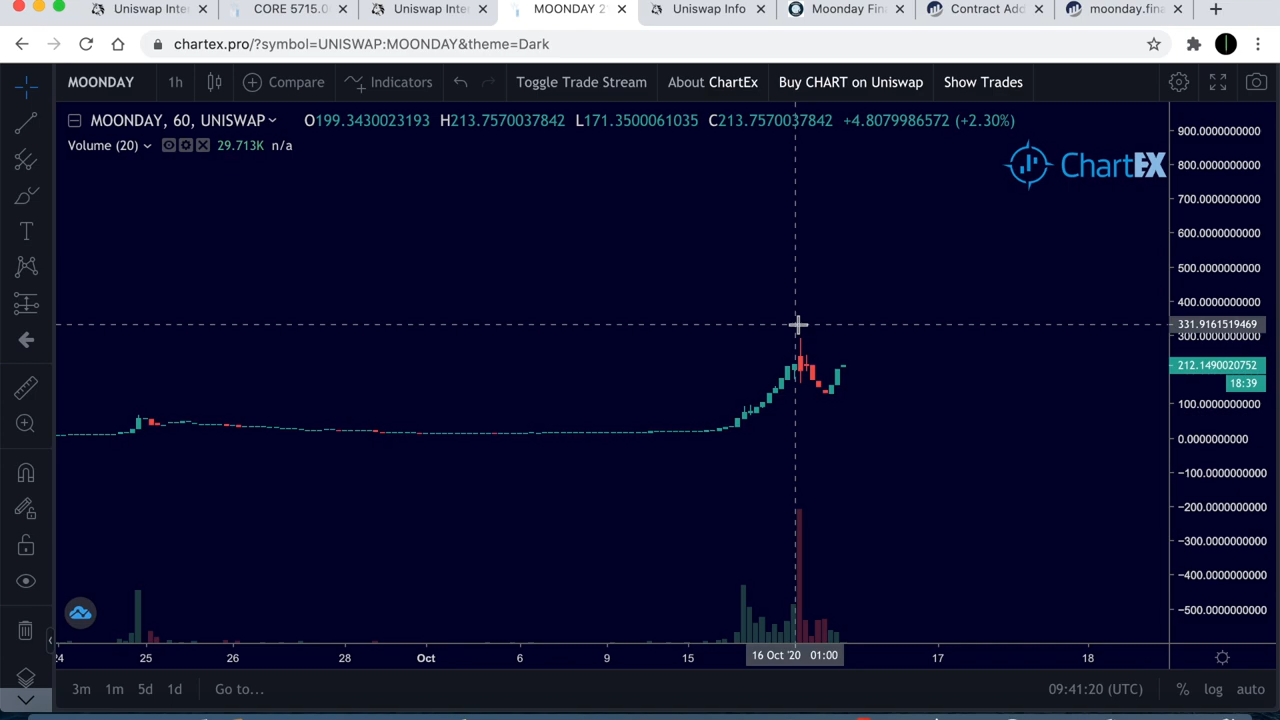 Uniswap Inte
CORE 5715.0
Uniswap Inte
MOONDAY 2
Uniswap Info
Moonday Fin
Contract Add
moonday.fina
chartex.pro/?symbol=UNISWAP:MOONDAY&theme=Dark
MOONDAY 1h Compare Indicators Toggle Trade Stream About ChartEx Buy CHART on Uniswap Show Trades
MOONDAY, 60, UNISWAP O199.3430023193 H213.7570037842 L171.3500061035 C213.7570037842 +4.8079986572 (+2.30%)
Volume (20) 29.713K n/a
ChartEX
900.0000000000
800.0000000000
700.0000000000
600.0000000000
500.0000000000
400.0000000000
331.9161519469
300.0000000000
212.1490020752
18:39
100.0000000000
0.0000000000
−100.0000000000
−200.0000000000
−300.0000000000
−400.0000000000
−500.0000000000
24 25 26 28 Oct 6 9 15 16 Oct '20 01:00 17 18
3m 1m 5d 1d Go to... 09:41:20 (UTC) % log auto